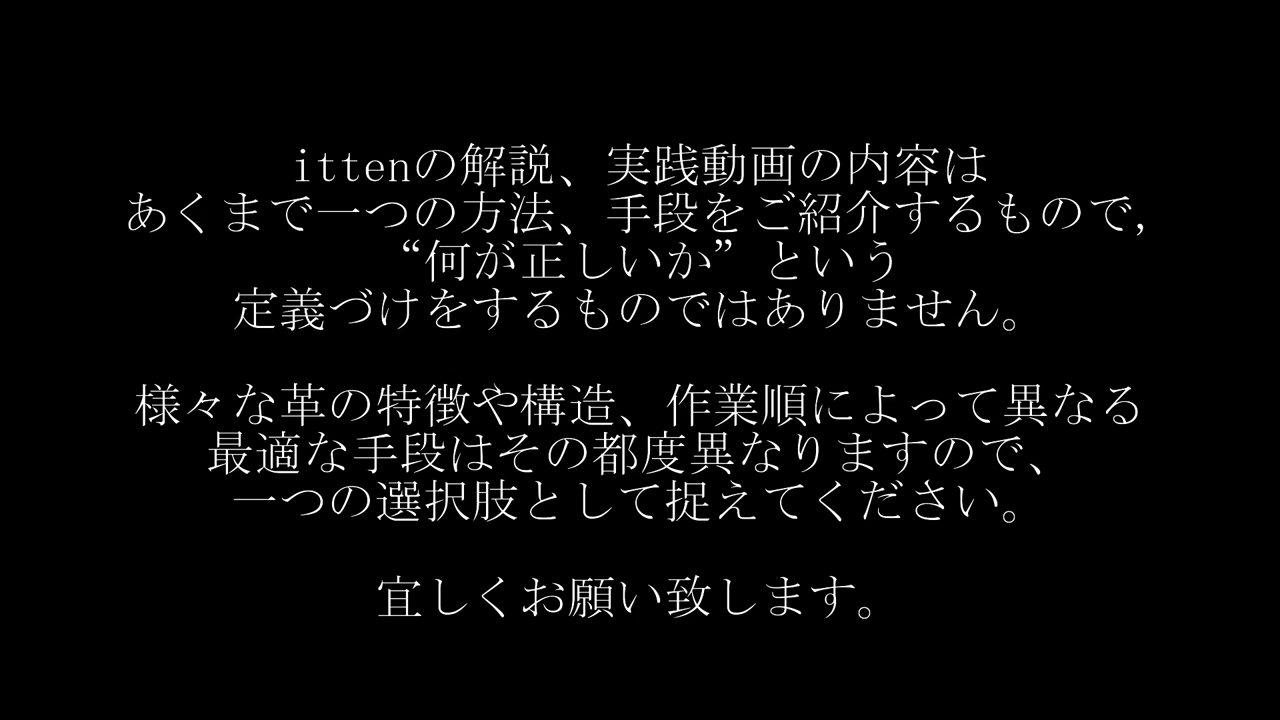 ittenの解説、実践動画の内容は
あくまで一つの方法、手段をご紹介するもので,
“何が正しいか”という
定義づけをするものではありません。
様々な革の特徴や構造、作業順によって異なる
最適な手段はその都度異なりますので、
一つの選択肢として捉えてください。
宜しくお願い致します。